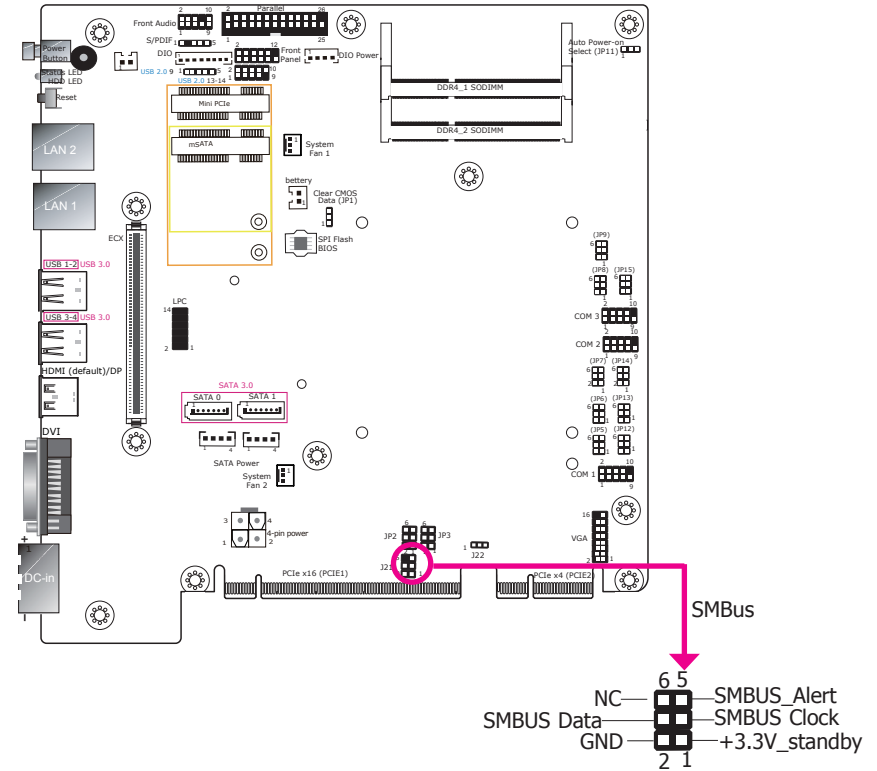 2 10 Parallel 26
Front Audio
1 9 2
S/PDIF 1 5 1 25
2 12
DIO 1 Front
Panel
1 DIO Power
Power
Button
USB 2.0 9 1 5 2 10
1 9
USB 2.0 13-14
Status LED
HDD LED
Reset
Auto Power-on
Select (JP11)
1
Mini PCIe
DDR4_1 SODIMM
mSATA
DDR4_2 SODIMM
1
System
Fan 1
LAN 2
bettery
1
Clear CMOS
Data (JP1)
1
LAN 1
SPI Flash
BIOS
ECX
(JP9)
6
1
(JP8) (JP15)
6 6
1 1
USB 1-2 USB 3.0
LPC
14
2 1
2 10
COM 3
1 9
USB 3-4 USB 3.0
2 10
COM 2
1 9
HDMI (default)/DP
(JP7) (JP14)
6 6
2 1 2 1
SATA 3.0
SATA 0 SATA 1
1 1
(JP6) (JP13)
6 6
1 1
DVI
1 4 1 4
SATA Power
(JP5) (JP12)
6 6
1 1
System
Fan 2
1
2 10
COM 1
1 9
3 4
1 2
4-pin power
16
VGA
2 1
6 6
JP2 JP3
1
J22
+
1
DC-in
J21
1
PCIe x16 (PCIE1)
PCIe x4 (PCIE2)
SMBus
6 5
NC SMBUS_Alert
SMBUS Data SMBUS Clock
GND +3.3V_standby
2 1